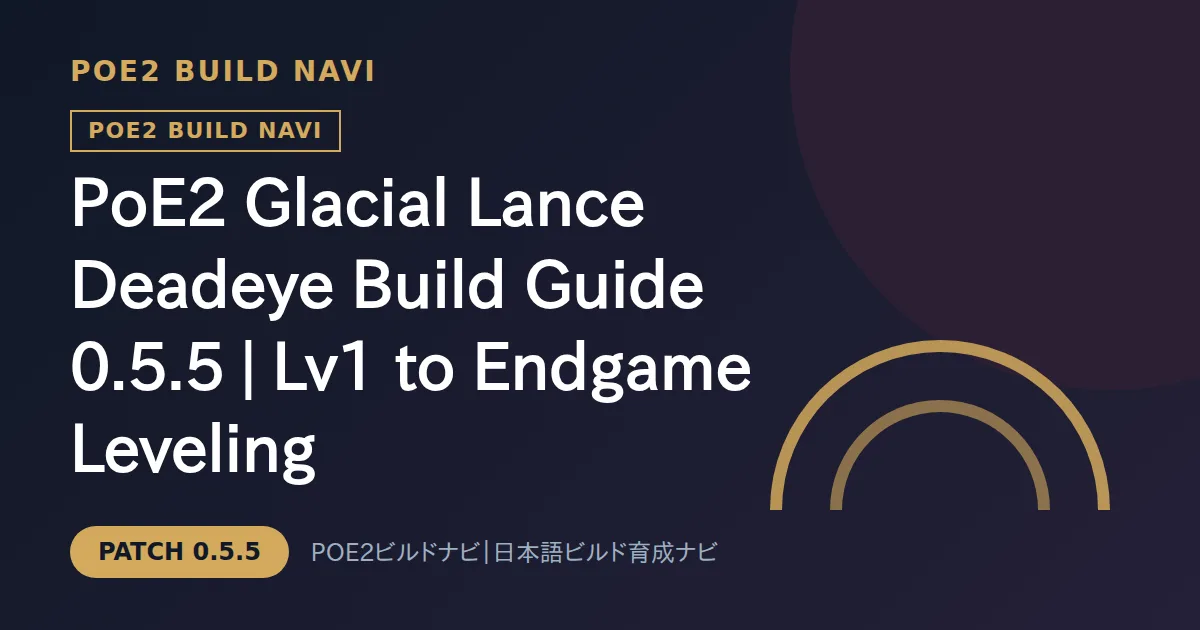 POE2 BUILD NAVI
POE2 BUILD NAVI
PoE2 Glacial Lance
Deadeye Build Guide
0.5.5 | Lv1 to Endgame
Leveling
PATCH 0.5.5
POE2ビルドナビ|日本語ビルド育成ナビ